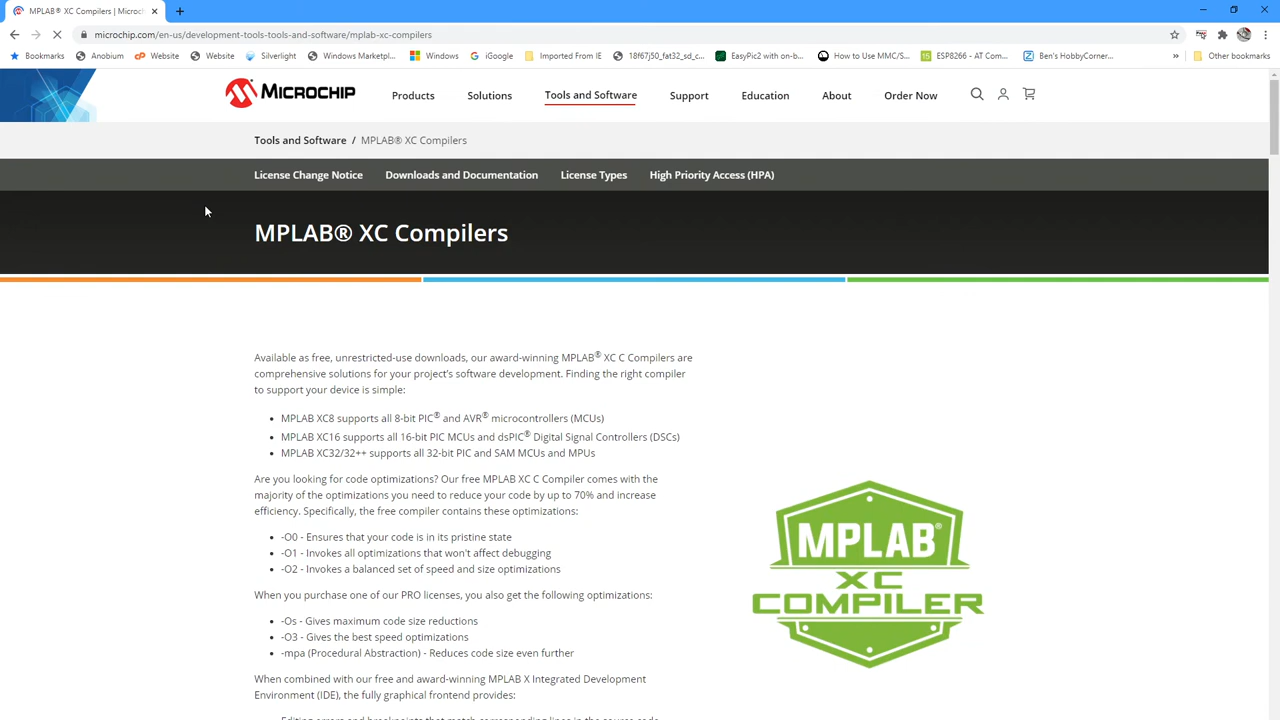 MPLAB® XC Compilers | Microc
microchip.com/en-us/development-tools-tools-and-software/mplab-xc-compilers
Bookmarks Anobium Website Website Silverlight Windows Marketpl... Windows iGoogle Imported From IE 18f67j50_fat32_sd_c... EasyPic2 with on-b... How to Use MMC/S... ESP8266 - AT Com... Ben's HobbyCorner... » Other bookmarks
MICROCHIP Products Solutions Tools and Software Support Education About Order Now
Tools and Software / MPLAB® XC Compilers
License Change Notice Downloads and Documentation License Types High Priority Access (HPA)
MPLAB® XC Compilers
Available as free, unrestricted-use downloads, our award-winning MPLAB® XC C Compilers are
comprehensive solutions for your project's software development. Finding the right compiler
to support your device is simple:
• MPLAB XC8 supports all 8-bit PIC® and AVR® microcontrollers (MCUs)
• MPLAB XC16 supports all 16-bit PIC MCUs and dsPIC® Digital Signal Controllers (DSCs)
• MPLAB XC32/32++ supports all 32-bit PIC and SAM MCUs and MPUs
Are you looking for code optimizations? Our free MPLAB XC C Compiler comes with the
majority of the optimizations you need to reduce your code by up to 70% and increase
efficiency. Specifically, the free compiler contains these optimizations:
• -O0 - Ensures that your code is in its pristine state
• -O1 - Invokes all optimizations that won't affect debugging
• -O2 - Invokes a balanced set of speed and size optimizations
When you purchase one of our PRO licenses, you also get the following optimizations:
• -Os - Gives maximum code size reductions
• -O3 - Gives the best speed optimizations
• -mpa (Procedural Abstraction) - Reduces code size even further
When combined with our free and award-winning MPLAB X Integrated Development
Environment (IDE), the fully graphical frontend provides:
Editing errors and breakpoints that match corresponding lines in the source code
MPLAB®
XC
COMPILER